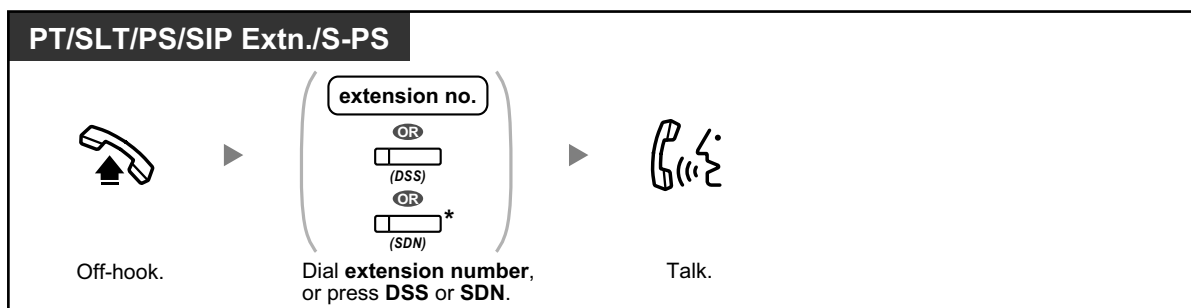 PT/SLT/PS/SIP Extn./S-PS
extension no.
OR
(DSS)
OR
*
(SDN)
Off-hook.
Dial extension number,
or press DSS or SDN.
Talk.